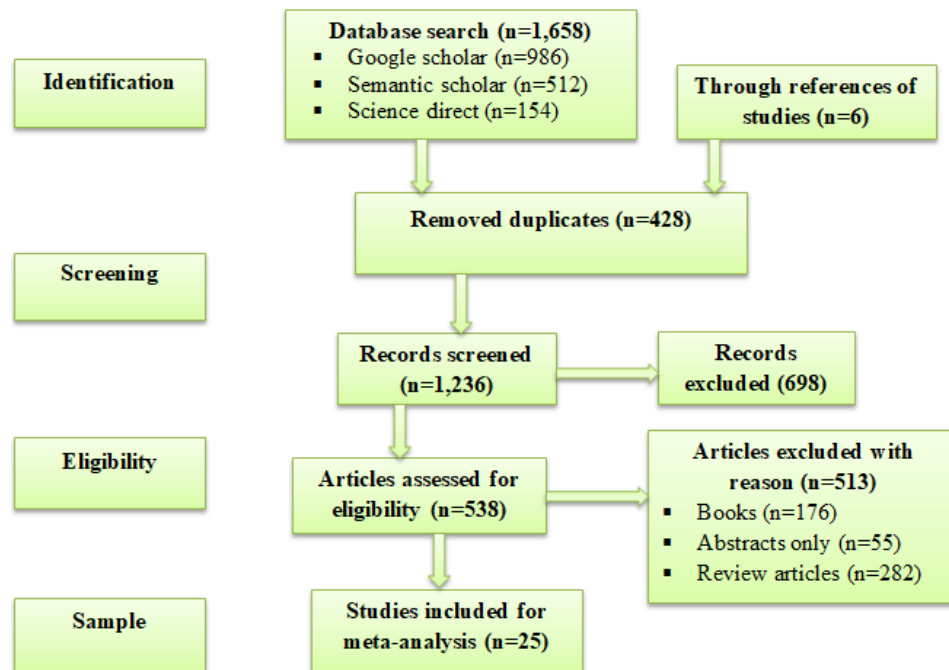 Identification
Database search (n=1,658)
▪ Google scholar (n=986)
▪ Semantic scholar (n=512)
▪ Science direct (n=154)
Through references of
studies (n=6)
Removed duplicates (n=428)
Screening
Records screened
(n=1,236)
Records
excluded (698)
Eligibility
Articles assessed for
eligibility (n=538)
Articles excluded with
reason (n=513)
▪ Books (n=176)
▪ Abstracts only (n=55)
▪ Review articles (n=282)
Sample
Studies included for
meta-analysis (n=25)